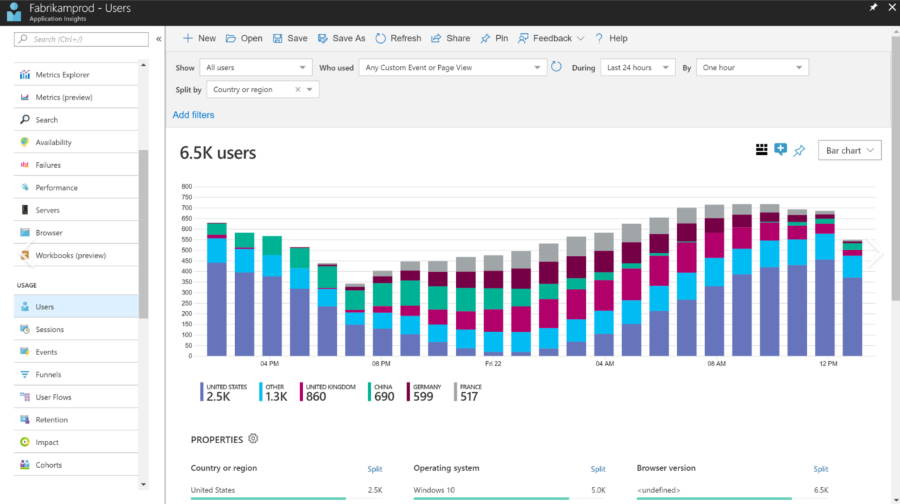 Fabrikamprod - Users
Application Insights
Search (Ctrl+/)
«
New Open Save Save As Refresh Share Pin Feedback ? Help
Show All users Who used Any Custom Event or Page View During Last 24 hours By One hour
Split by Country or region ×
Add filters
Metrics Explorer
Metrics (preview)
Search
Availability
Failures
Performance
Servers
Browser
Workbooks (preview)
USAGE
Users
Sessions
Events
Funnels
User Flows
Retention
Impact
Cohorts
6.5K users
Bar chart
800
750
700
650
600
550
500
450
400
350
300
250
200
150
100
50
0
04 PM 08 PM Fri 22 04 AM 08 AM 12 PM
UNITED STATES OTHER UNITED KINGDOM CHINA GERMANY FRANCE
2.5K 1.3K 860 690 599 517
PROPERTIES
Country or region Split Operating system Split Browser version Split
United States 2.5K Windows 10 5.0K <undefined> 6.5K